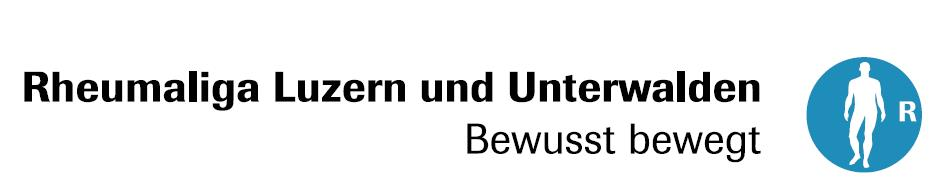 Rheumaliga Luzern und Unterwalden
Bewusst bewegt
R